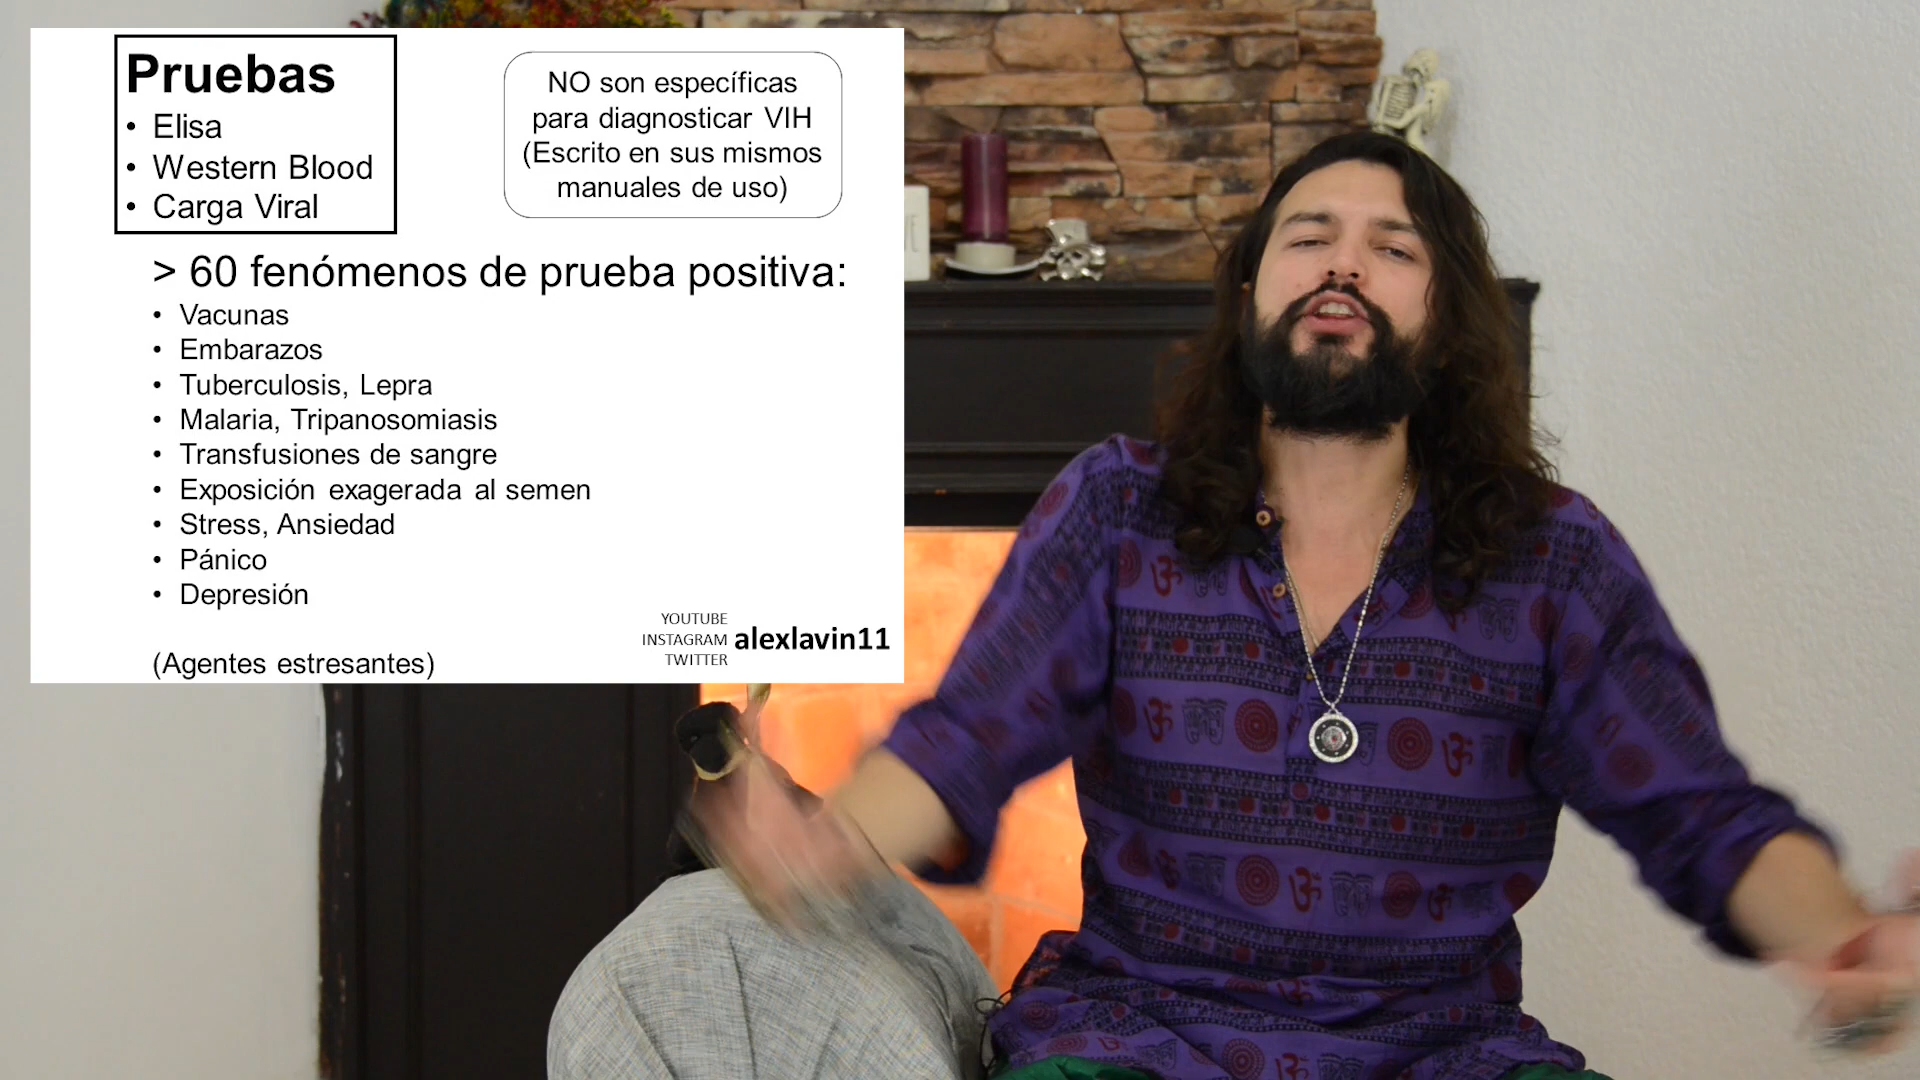 Pruebas
• Elisa
• Western Blood
• Carga Viral
NO son específicas
para diagnosticar VIH
(Escrito en sus mismos
manuales de uso)
> 60 fenómenos de prueba positiva:
• Vacunas
• Embarazos
• Tuberculosis, Lepra
• Malaria, Tripanosomiasis
• Transfusiones de sangre
• Exposición exagerada al semen
• Stress, Ansiedad
• Pánico
• Depresión
(Agentes estresantes)
YOUTUBE
INSTAGRAM
TWITTER
alexlavin11